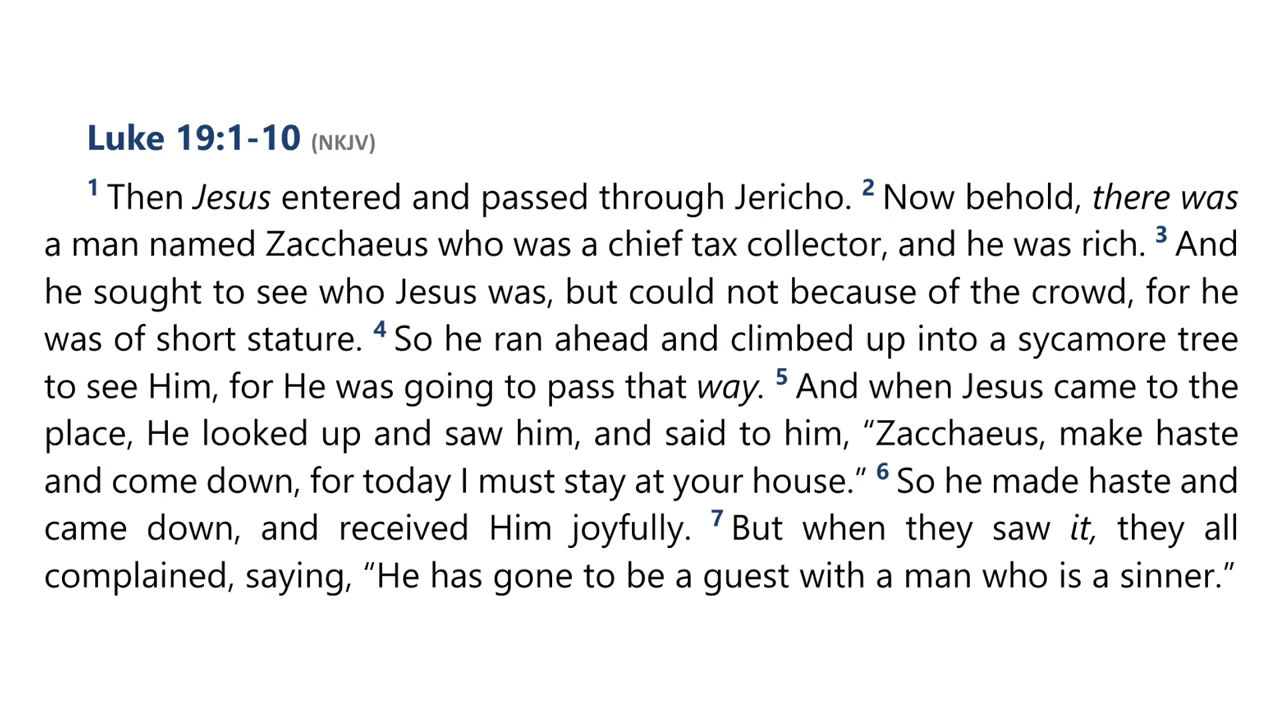 Luke 19:1-10 (NKJV)
1 Then Jesus entered and passed through Jericho. 2 Now behold, there was
a man named Zacchaeus who was a chief tax collector, and he was rich. 3 And
he sought to see who Jesus was, but could not because of the crowd, for he
was of short stature. 4 So he ran ahead and climbed up into a sycamore tree
to see Him, for He was going to pass that way. 5 And when Jesus came to the
place, He looked up and saw him, and said to him, “Zacchaeus, make haste
and come down, for today I must stay at your house.” 6 So he made haste and
came down, and received Him joyfully. 7 But when they saw it, they all
complained, saying, “He has gone to be a guest with a man who is a sinner.”